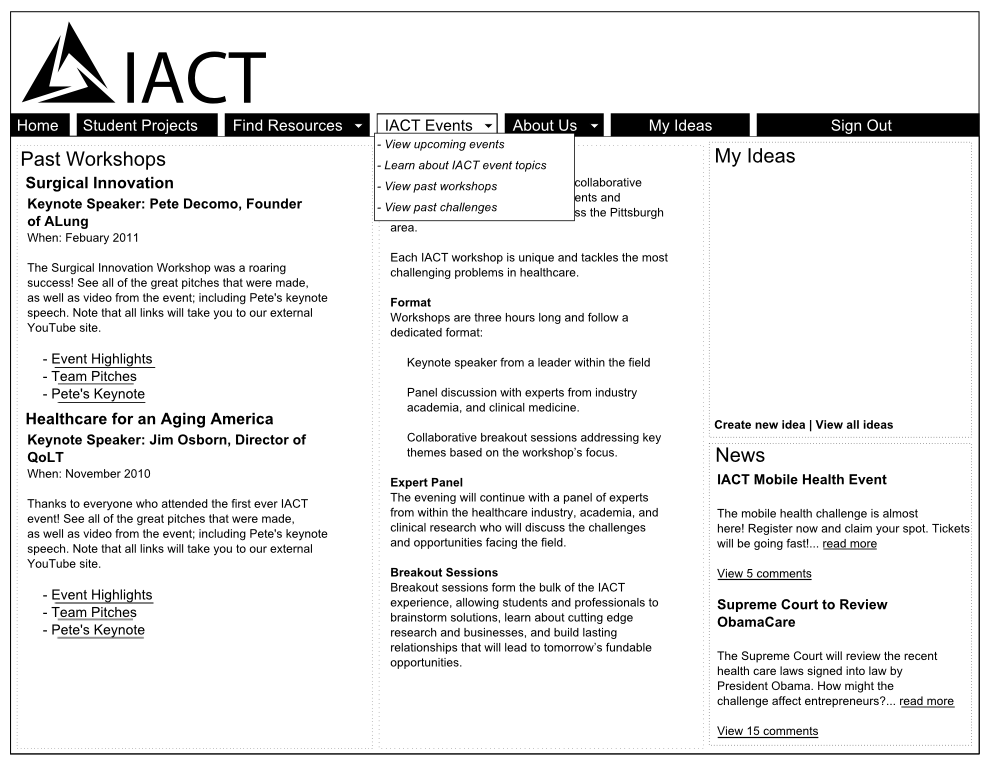 IACT
Home
Student Projects
Find Resources
IACT Events
About Us
My Ideas
Sign Out
- View upcoming events
- Learn about IACT event topics
- View past workshops
- View past challenges
Past Workshops
Surgical Innovation
Keynote Speaker: Pete Decomo, Founder
of ALung
When: Febuary 2011
The Surgical Innovation Workshop was a roaring
success! See all of the great pitches that were made,
as well as video from the event; including Pete's keynote
speech. Note that all links will take you to our external
YouTube site.
- Event Highlights
- Team Pitches
- Pete's Keynote
Healthcare for an Aging America
Keynote Speaker: Jim Osborn, Director of
QoLT
When: November 2010
Thanks to everyone who attended the first ever IACT
event! See all of the great pitches that were made,
as well as video from the event; including Pete's keynote
speech. Note that all links will take you to our external
YouTube site.
- Event Highlights
- Team Pitches
- Pete's Keynote
collaborative
ents and
ss the Pittsburgh
area.
Each IACT workshop is unique and tackles the most
challenging problems in healthcare.
Format
Workshops are three hours long and follow a
dedicated format:
Keynote speaker from a leader within the field
Panel discussion with experts from industry
academia, and clinical medicine.
Collaborative breakout sessions addressing key
themes based on the workshop's focus.
Expert Panel
The evening will continue with a panel of experts
from within the healthcare industry, academia, and
clinical research who will discuss the challenges
and opportunities facing the field.
Breakout Sessions
Breakout sessions form the bulk of the IACT
experience, allowing students and professionals to
brainstorm solutions, learn about cutting edge
research and businesses, and build lasting
relationships that will lead to tomorrow's fundable
opportunities.
My Ideas
Create new idea | View all ideas
News
IACT Mobile Health Event
The mobile health challenge is almost
here! Register now and claim your spot. Tickets
will be going fast!... read more
View 5 comments
Supreme Court to Review
ObamaCare
The Supreme Court will review the recent
health care laws signed into law by
President Obama. How might the
challenge affect entrepreneurs?... read more
View 15 comments